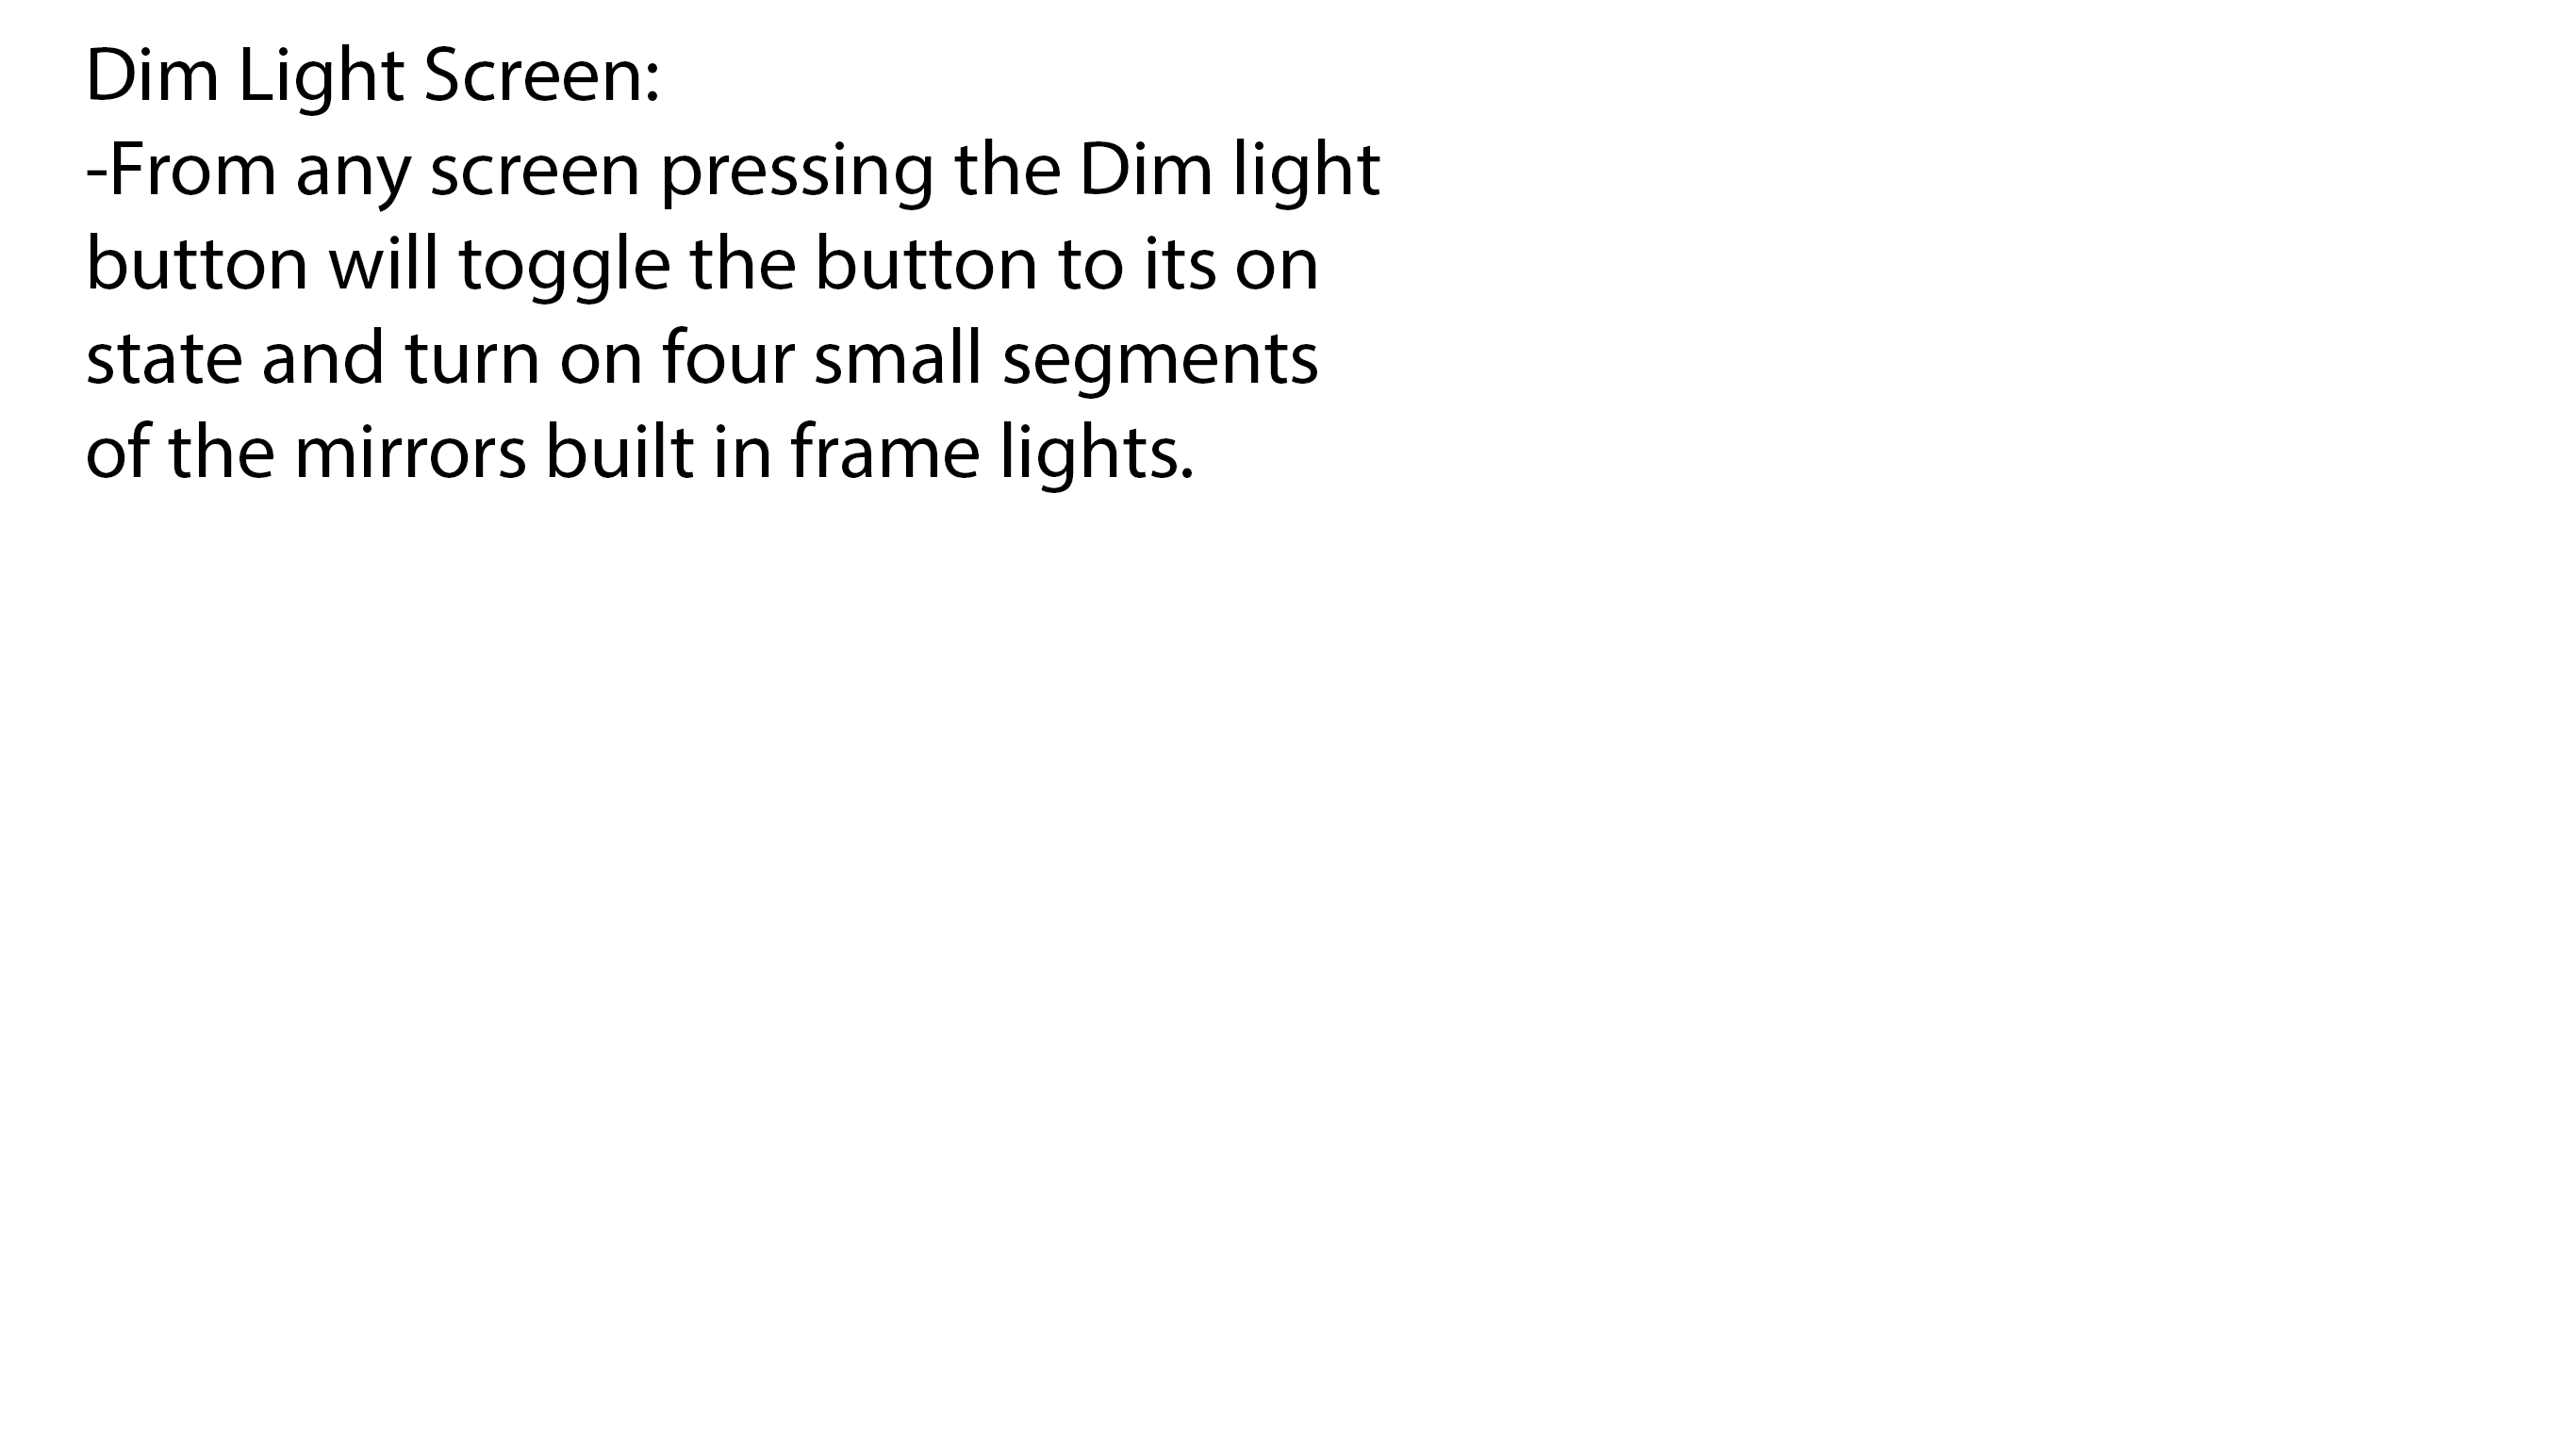 Dim Light Screen:
-From any screen pressing the Dim light
button will toggle the button to its on
state and turn on four small segments
of the mirrors built in frame lights.